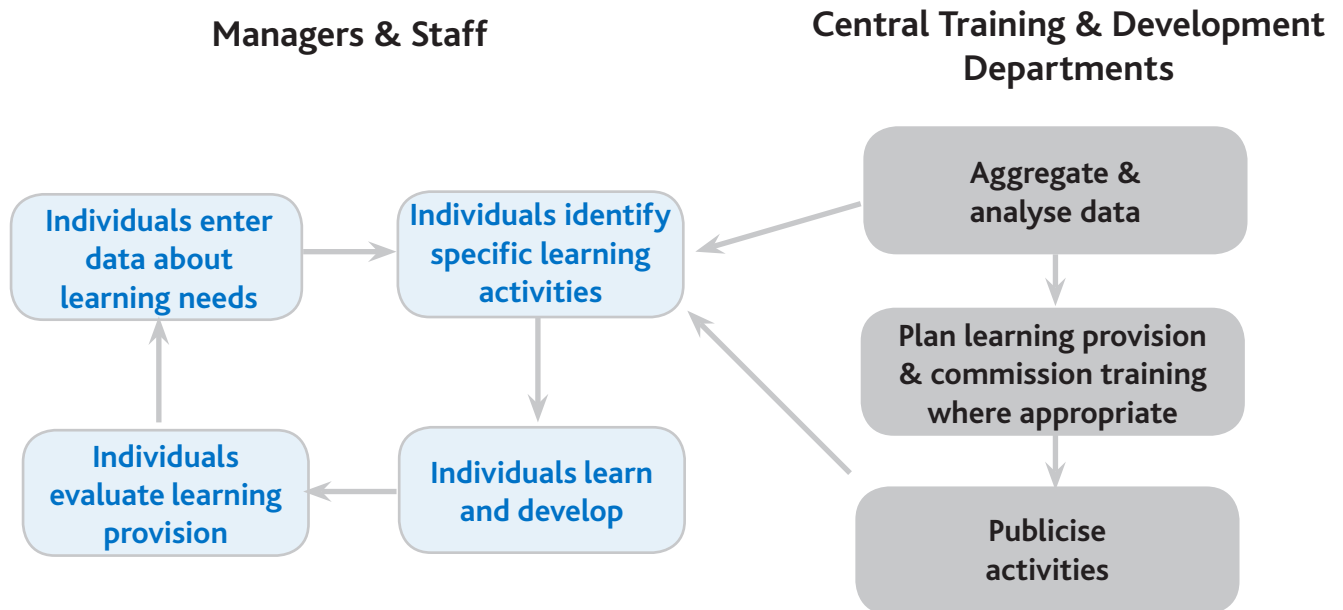 Managers & Staff
Central Training & Development
Departments
Individuals enter
data about
learning needs
Individuals identify
specific learning
activities
Individuals evaluate learning
provision
Individuals learn
and develop
Aggregate &
analyse data
Plan learning provision
& commission training
where appropriate
Publicise
activities